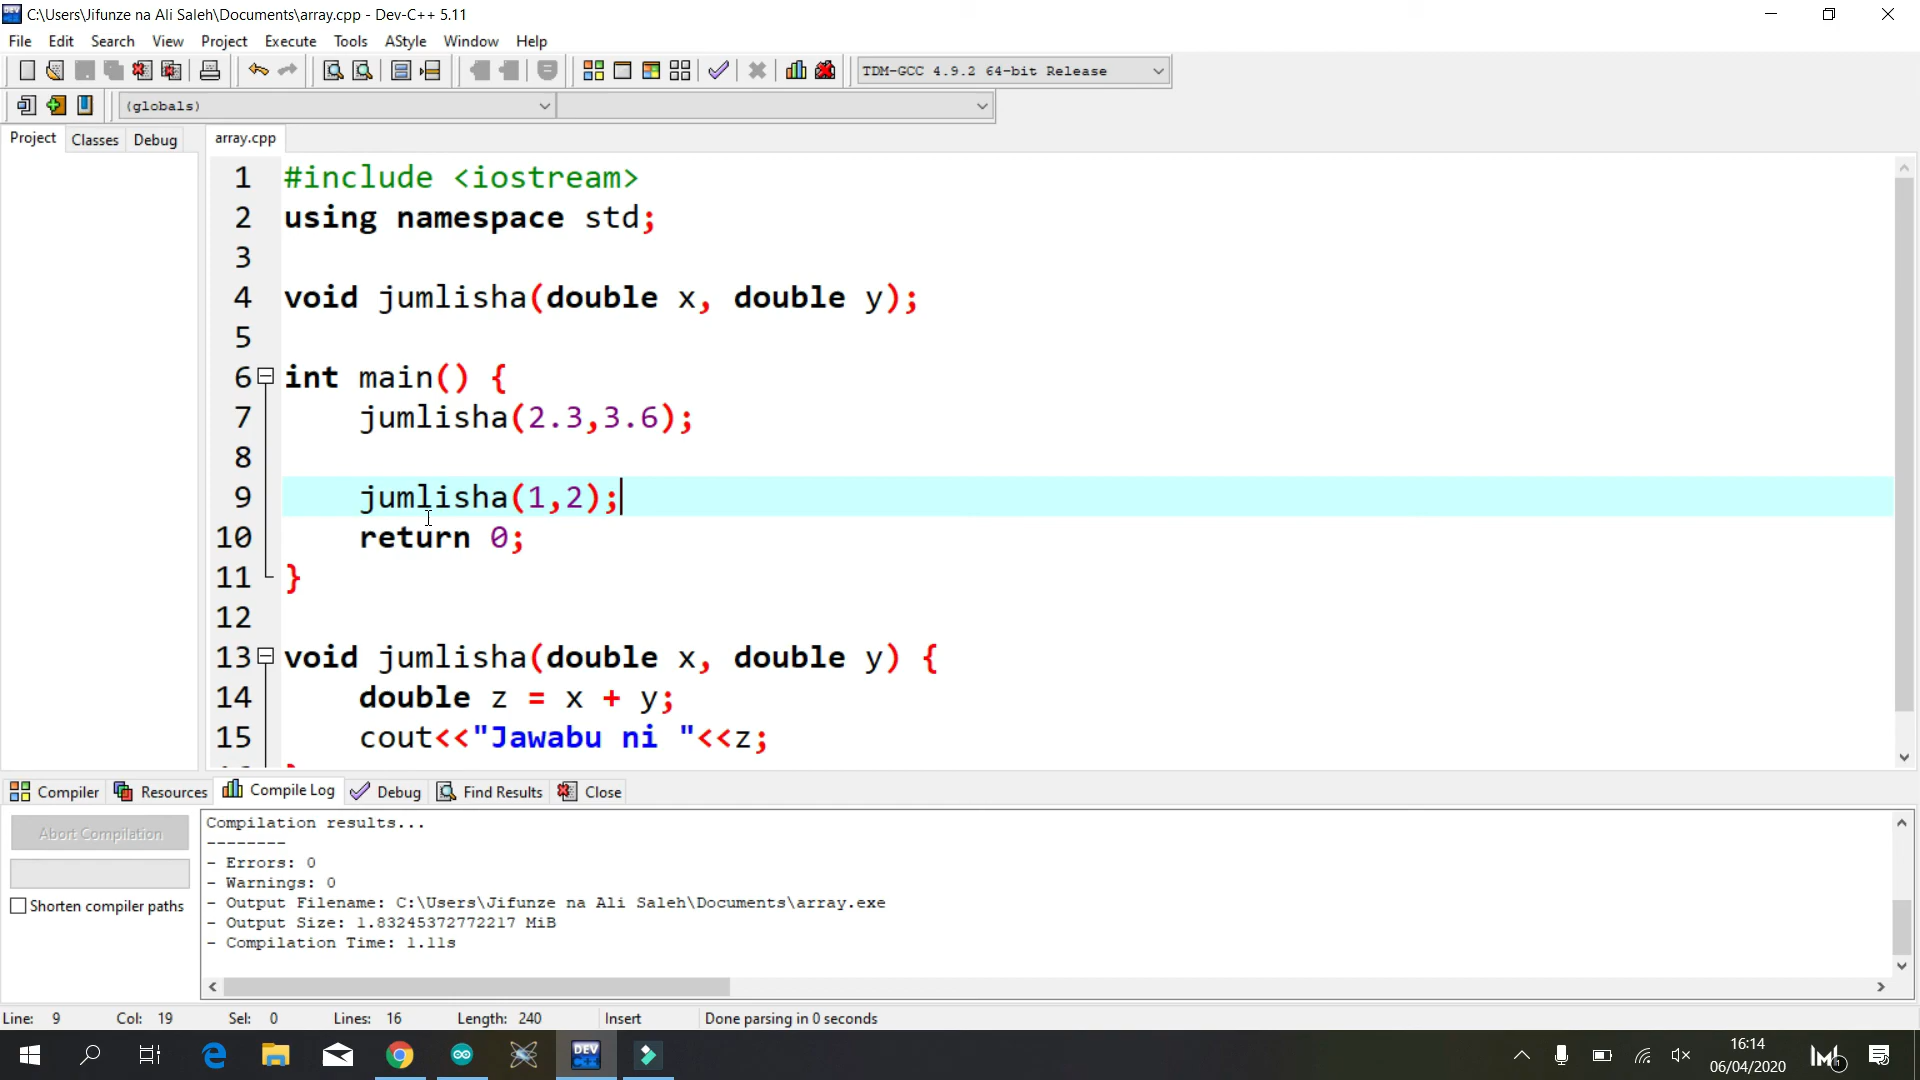 C:\Users\Jifunze na Ali Saleh\Documents\array.cpp - Dev-C++ 5.11
File Edit Search View Project Execute Tools AStyle Window Help
TDM-GCC 4.9.2 64-bit Release
(globals)
Project Classes Debug array.cpp
1 #include <iostream>
2 using namespace std;
3
4 void jumlisha(double x, double y);
5
6 int main() {
7 jumlisha(2.3,3.6);
8
9 jumlisha(1,2);
10 return 0;
11 }
12
13 void jumlisha(double x, double y) {
14 double z = x + y;
15 cout<<"Jawabu ni "<<z;
Compiler Resources Compile Log Debug Find Results Close
Abort Compilation
Shorten compiler paths
Compilation results...
--------
- Errors: 0
- Warnings: 0
- Output Filename: C:\Users\Jifunze na Ali Saleh\Documents\array.exe
- Output Size: 1.83245372772217 MiB
- Compilation Time: 1.11s
Line: 9 Col: 19 Sel: 0 Lines: 16 Length: 240 Insert Done parsing in 0 seconds
DEV C++
16:14
06/04/2020
1